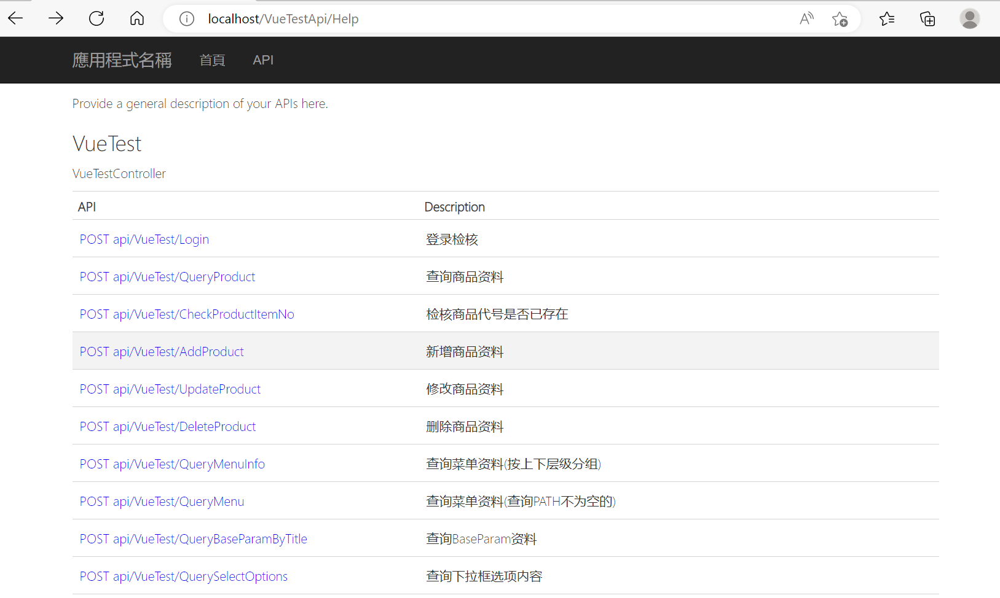 localhost/VueTestApi/Help
應用程式名稱 首頁 API
Provide a general description of your APIs here.
VueTest
VueTestController
API Description
POST api/VueTest/Login 登录检核
POST api/VueTest/QueryProduct 查询商品资料
POST api/VueTest/CheckProductItemNo 检核商品代号是否已存在
POST api/VueTest/AddProduct 新增商品资料
POST api/VueTest/UpdateProduct 修改商品资料
POST api/VueTest/DeleteProduct 删除商品资料
POST api/VueTest/QueryMenuInfo 查询菜单资料(按上下层级分组)
POST api/VueTest/QueryMenu 查询菜单资料(查询PATH不为空的)
POST api/VueTest/QueryBaseParamByTitle 查询BaseParam资料
POST api/VueTest/QuerySelectOptions 查询下拉框选项内容